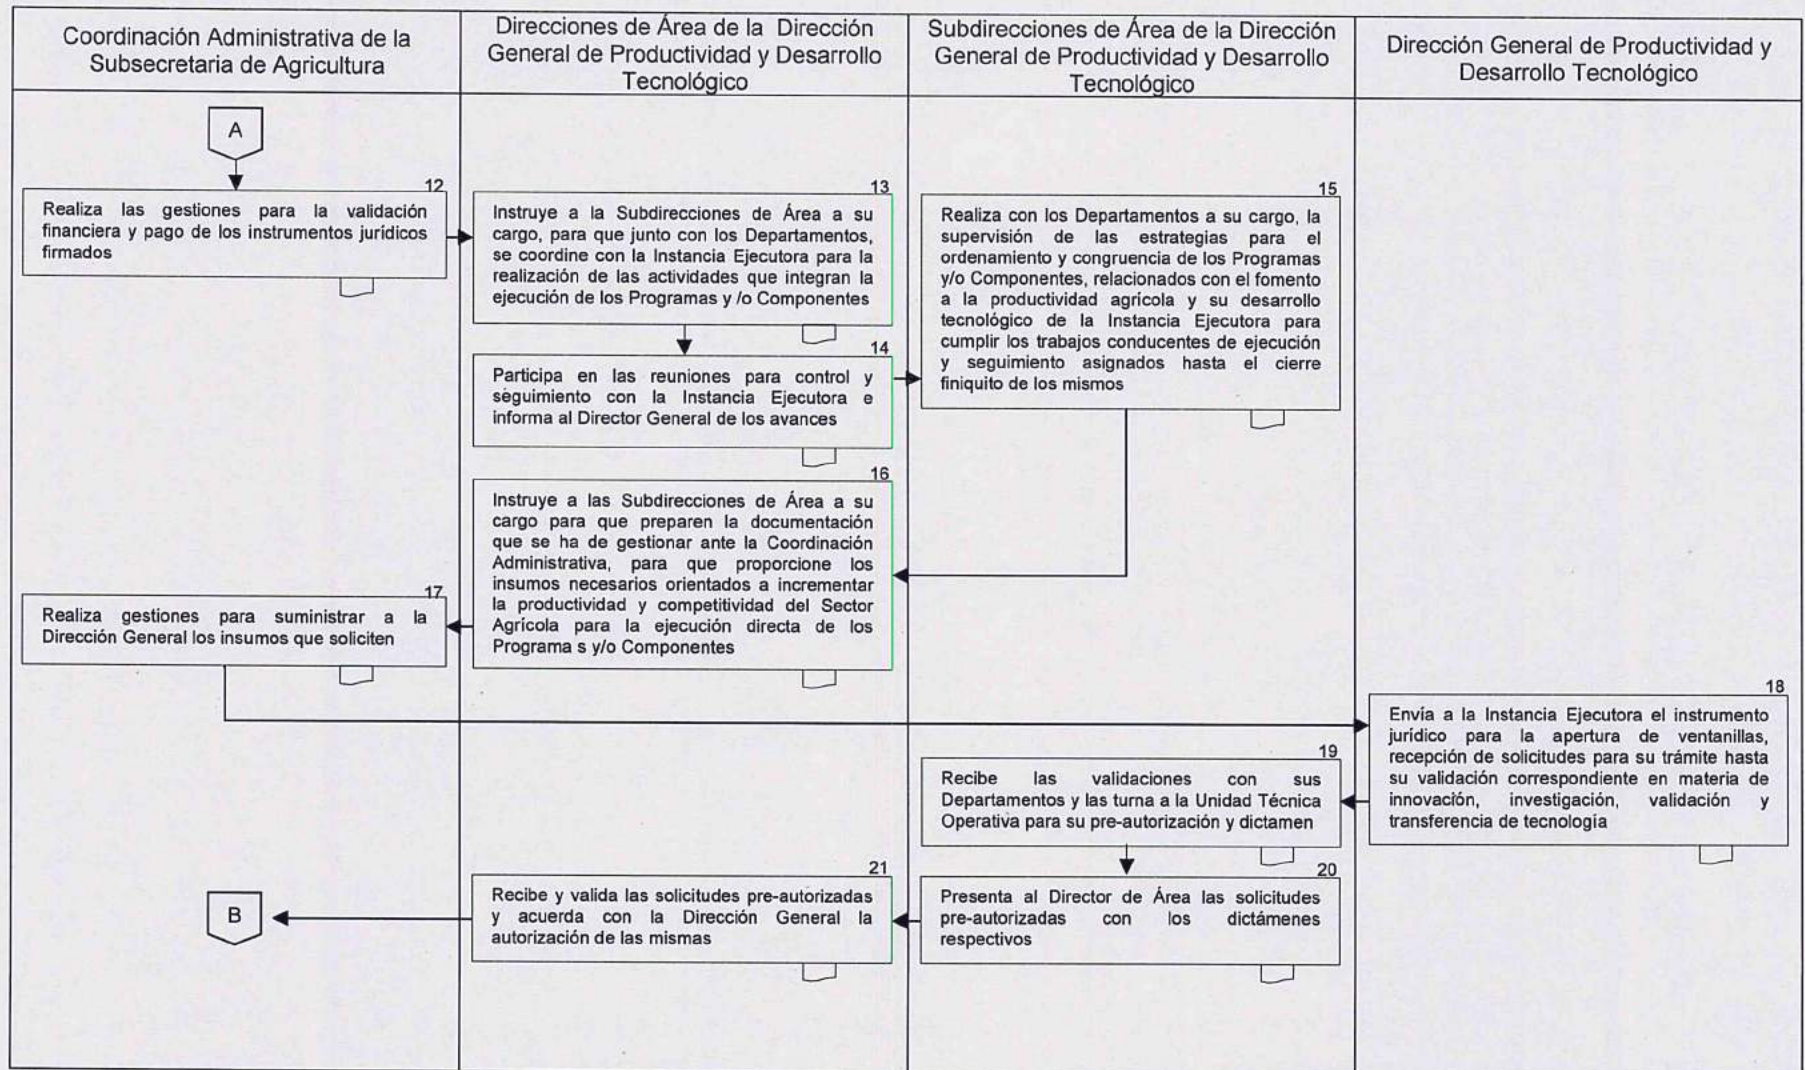 Coordinación Administrativa de la
Subsecretaria de Agricultura
Direcciones de Área de la Dirección
General de Productividad y Desarrollo
Tecnológico
Subdirecciones de Área de la Dirección
General de Productividad y Desarrollo
Tecnológico
Dirección General de Productividad y
Desarrollo Tecnológico
A
12
Realiza las gestiones para la validación
financiera y pago de los instrumentos jurídicos
firmados
13
Instruye a la Subdirecciones de Área a su
cargo, para que junto con los Departamentos,
se coordine con la Instancia Ejecutora para la
realización de las actividades que integran la
ejecución de los Programas y /o Componentes
14
Participa en las reuniones para control y
seguimiento con la Instancia Ejecutora e
informa al Director General de los avances
15
Realiza con los Departamentos a su cargo, la
supervisión de las estrategias para el
ordenamiento y congruencia de los Programas
y/o Componentes, relacionados con el fomento
a la productividad agrícola y su desarrollo
tecnológico de la Instancia Ejecutora para
cumplir los trabajos conducentes de ejecución
y seguimiento asignados hasta el cierre
finiquito de los mismos
16
Instruye a las Subdirecciones de Área a su
cargo para que preparen la documentación
que se ha de gestionar ante la Coordinación
Administrativa, para que proporcione los
insumos necesarios orientados a incrementar
la productividad y competitividad del Sector
Agrícola para la ejecución directa de los
Programa s y/o Componentes
17
Realiza gestiones para suministrar a la
Dirección General los insumos que soliciten
18
Envía a la Instancia Ejecutora el instrumento
jurídico para la apertura de ventanillas,
recepción de solicitudes para su trámite hasta
su validación correspondiente en materia de
innovación, investigación, validación y
transferencia de tecnología
19
Recibe las validaciones con sus
Departamentos y las turna a la Unidad Técnica
Operativa para su pre-autorización y dictamen
20
Presenta al Director de Área las solicitudes
pre-autorizadas con los dictámenes
respectivos
21
Recibe y valida las solicitudes pre-autorizadas
y acuerda con la Dirección General la
autorización de las mismas
B